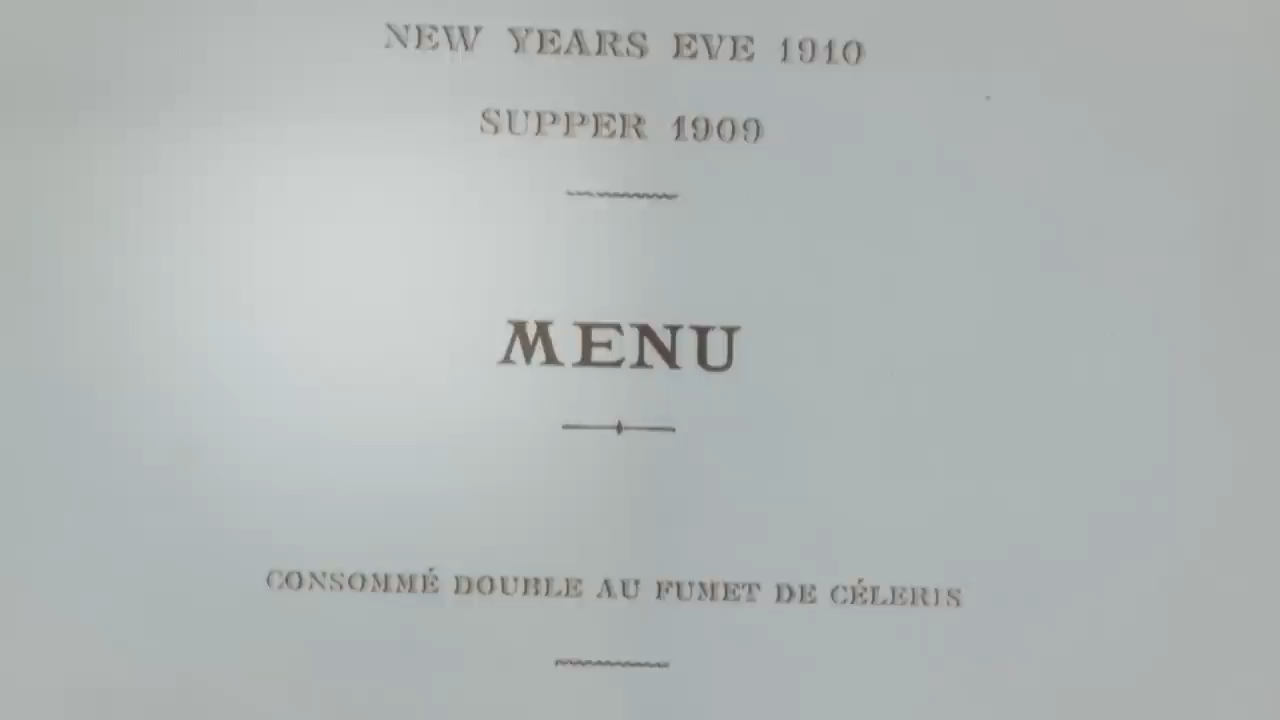 NEW YEARS EVE 1910
SUPPER 1909
MENU
CONSOMMÉ DOUBLE AU FUMET DE CÉLERIS